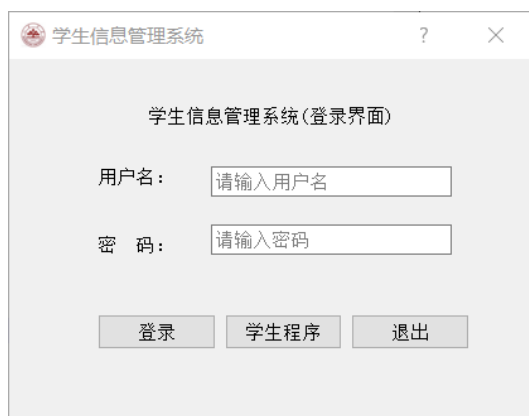 学生信息管理系统 ?
学生信息管理系统(登录界面)
用户名: 请输入用户名
密 码: 请输入密码
登录 学生程序 退出